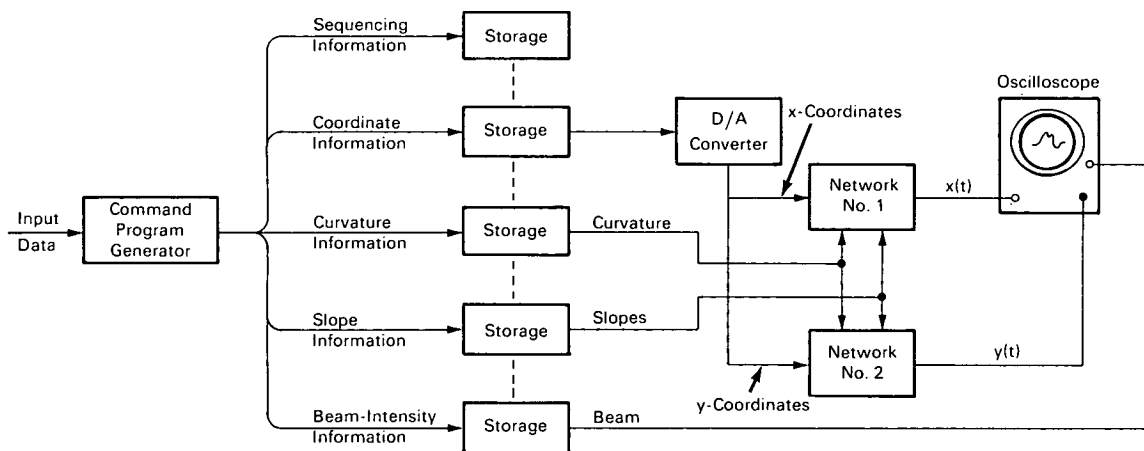 Sequencing
Information
Storage
Oscilloscope
Coordinate
Information
Storage
D/A
Converter
x-Coordinates
Input
Data
Command
Program
Generator
Curvature
Information
Storage
Curvature
Network
No. 1
x(t)
Slope
Information
Storage
Slopes
Network
No. 2
y(t)
y-Coordinates
Beam-Intensity
Information
Storage
Beam